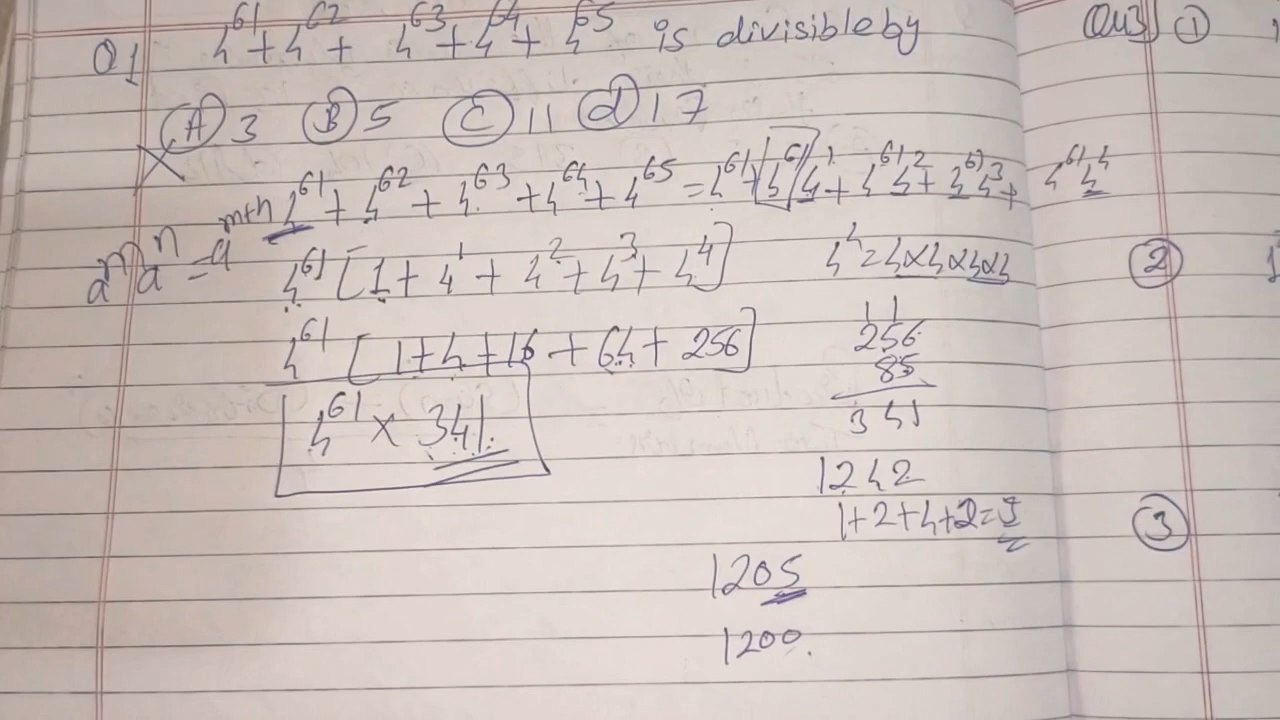 Q1 4^61 + 4^62 + 4^63 + 4^64 + 4^65 is divisible by
(A) 3 (B) 5 (C) 11 (d) 17
4^61 + 4^62 + 4^63 + 4^64 + 4^65 = 4^61 + 4^61 4^1 + 4^61 4^2 + 4^61 4^3 + 4^61 4^4
a^m a^n = a^m+n
4^61 [1 + 4^1 + 4^2 + 4^3 + 4^4] 4^4 = 4×4×4×4
4^61 [1 + 4 + 16 + 64 + 256]
1 1
256
85
341
4^61 × 341
1242
1+2+4+2=9
1205
1200.
①
②
③